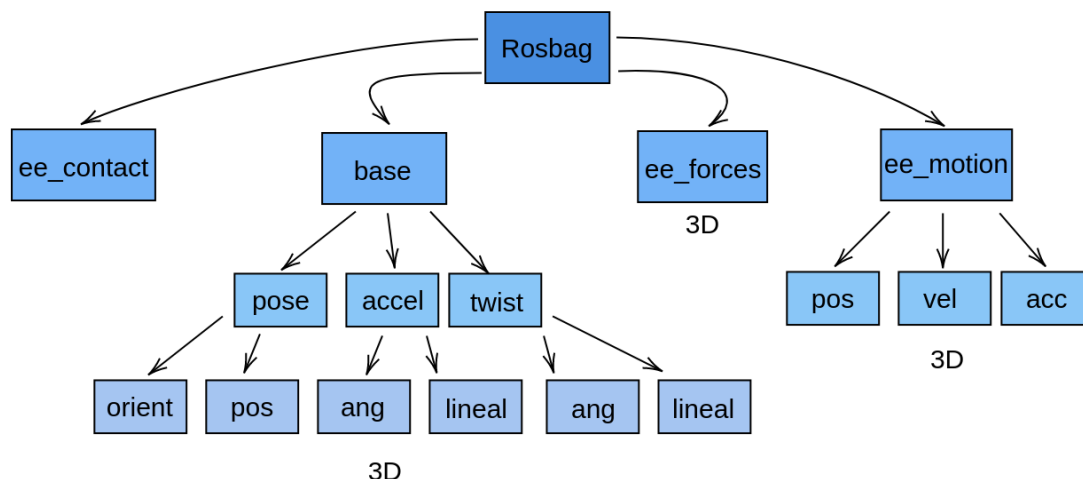 Rosbag
ee_contact
base
ee_forces
ee_motion
3D
pose
accel
twist
pos
vel
acc
3D
orient
pos
ang
lineal
ang
lineal
3D